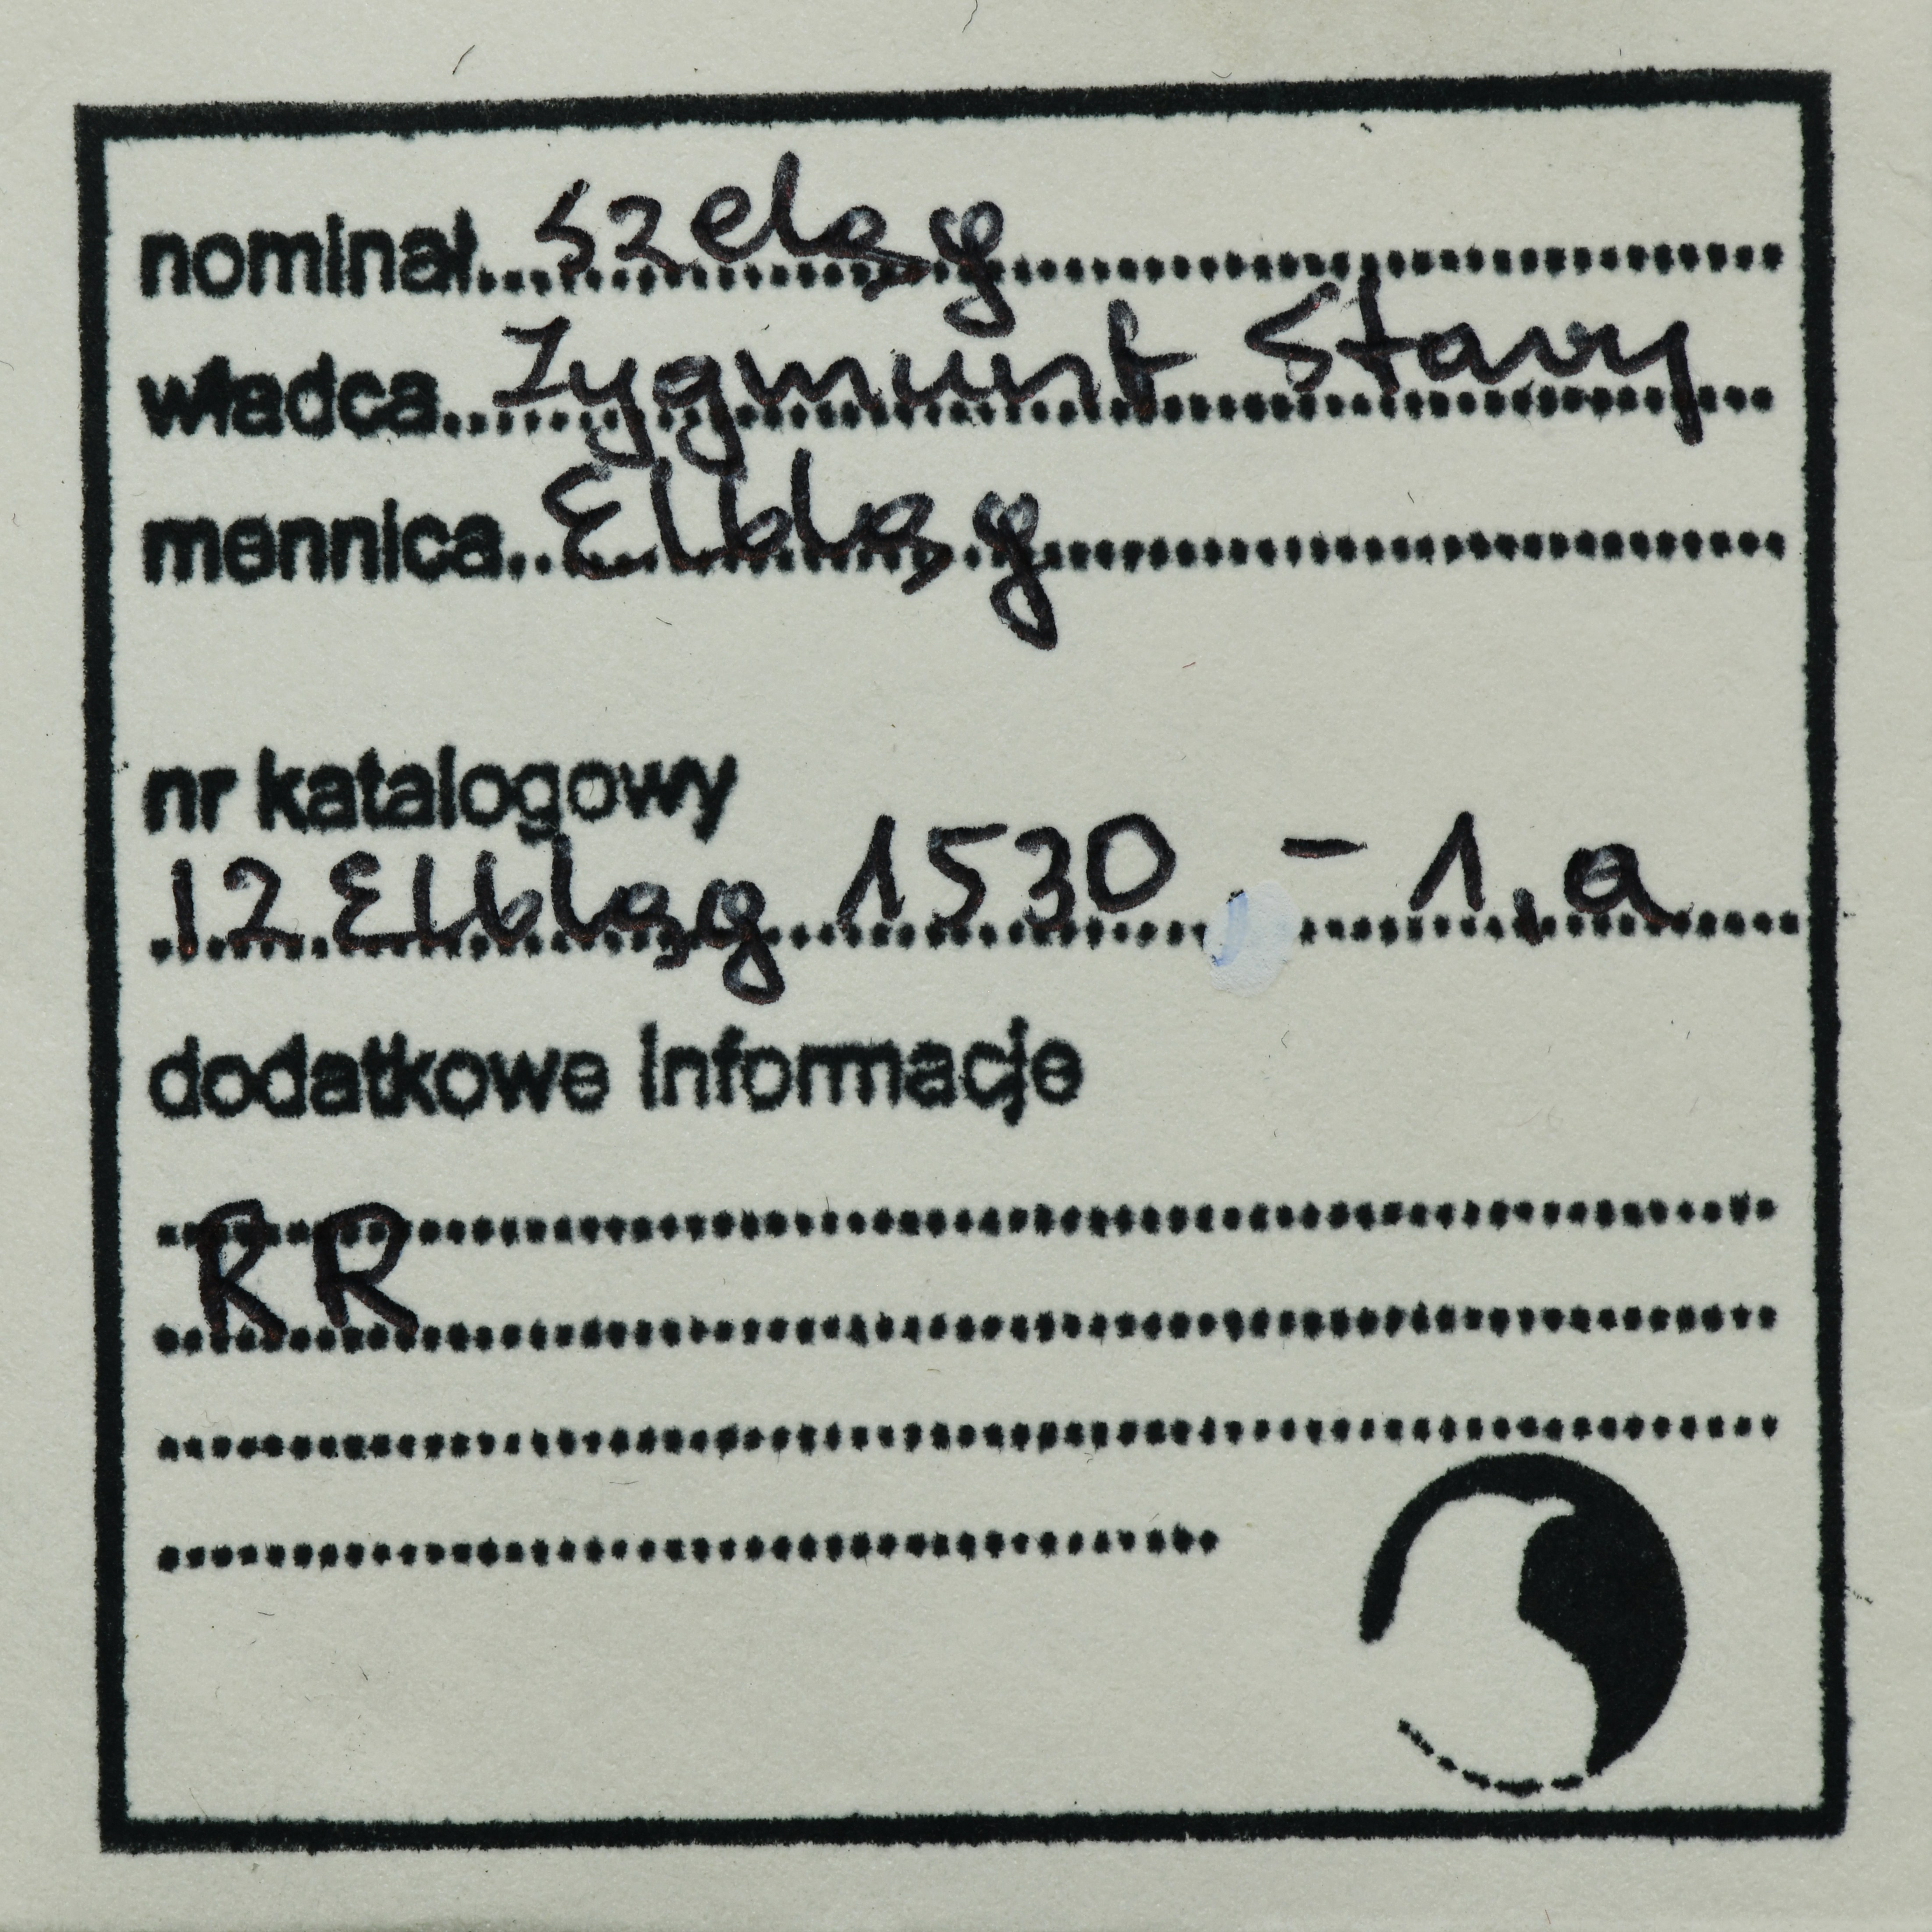 nominał szeląg
władca Zygmunt Stary
mennica Elbląg
nr katalogowy
12 Elbląg 1530 - 1,a
dodatkowe informacje
RR